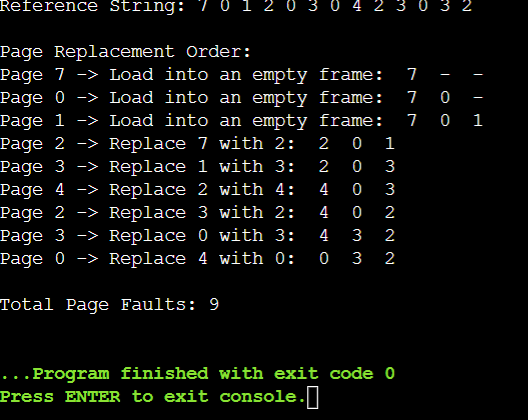 Reference String: 7 0 1 2 0 3 0 4 2 3 0 3 2
Page Replacement Order:
Page 7 -> Load into an empty frame:  7  -  -
Page 0 -> Load into an empty frame:  7  0  -
Page 1 -> Load into an empty frame:  7  0  1
Page 2 -> Replace 7 with 2:  2  0  1
Page 3 -> Replace 1 with 3:  2  0  3
Page 4 -> Replace 2 with 4:  4  0  3
Page 2 -> Replace 3 with 2:  4  0  2
Page 3 -> Replace 0 with 3:  4  3  2
Page 0 -> Replace 4 with 0:  0  3  2
Total Page Faults: 9
...Program finished with exit code 0
Press ENTER to exit console.